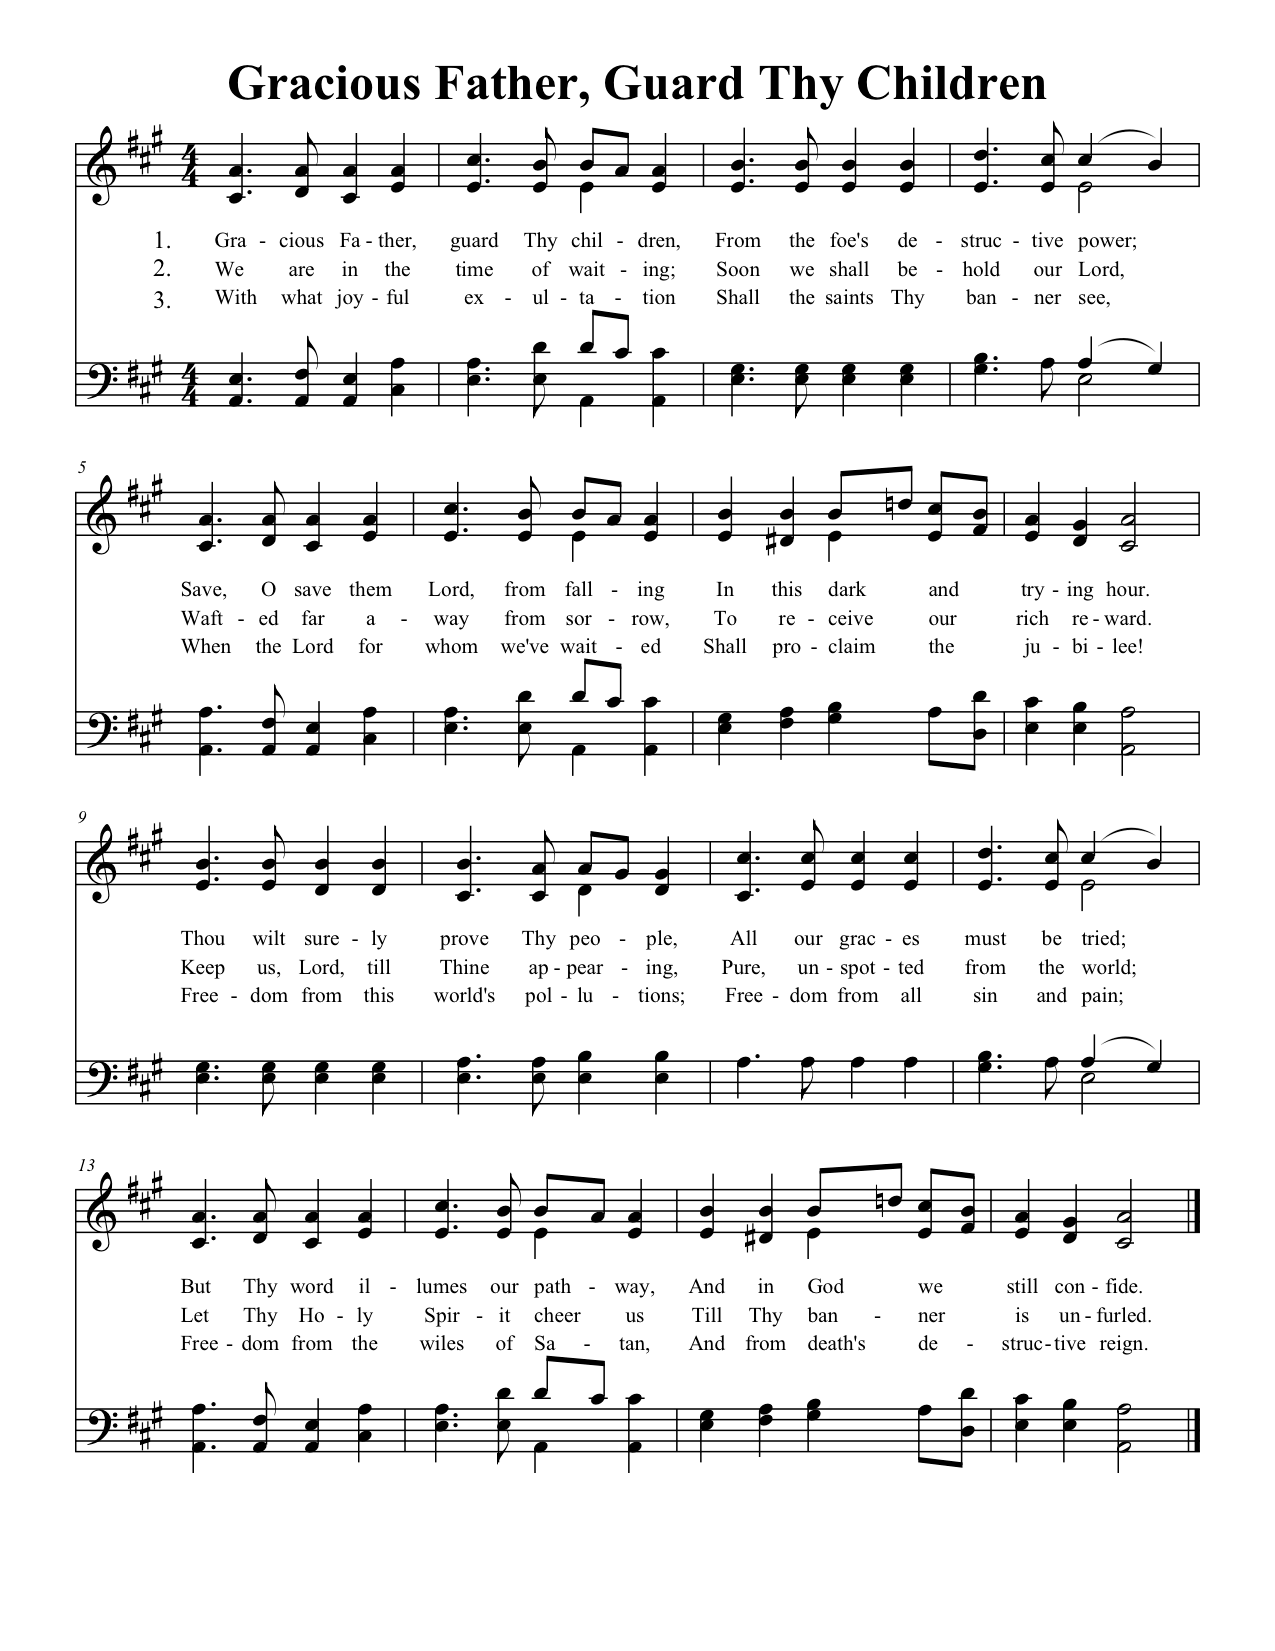 Gracious Father, Guard Thy Children
4
4
1. Gra - cious Fa - ther, guard Thy chil - dren, From the foe's de - struc - tive power;
2. We are in the time of wait - ing; Soon we shall be - hold our Lord,
3. With what joy - ful ex - ul - ta - tion Shall the saints Thy ban - ner see,
4
4
5
Save, O save them Lord, from fall - ing In this dark and try - ing hour.
Waft - ed far a - way from sor - row, To re - ceive our rich re - ward.
When the Lord for whom we've wait - ed Shall pro - claim the ju - bi - lee!
9
Thou wilt sure - ly prove Thy peo - ple, All our grac - es must be tried;
Keep us, Lord, till Thine ap - pear - ing, Pure, un - spot - ted from the world;
Free - dom from this world's pol - lu - tions; Free - dom from all sin and pain;
13
But Thy word il - lumes our path - way, And in God we still con - fide.
Let Thy Ho - ly Spir - it cheer us Till Thy ban - ner is un - furled.
Free - dom from the wiles of Sa - tan, And from death's de - struc - tive reign.